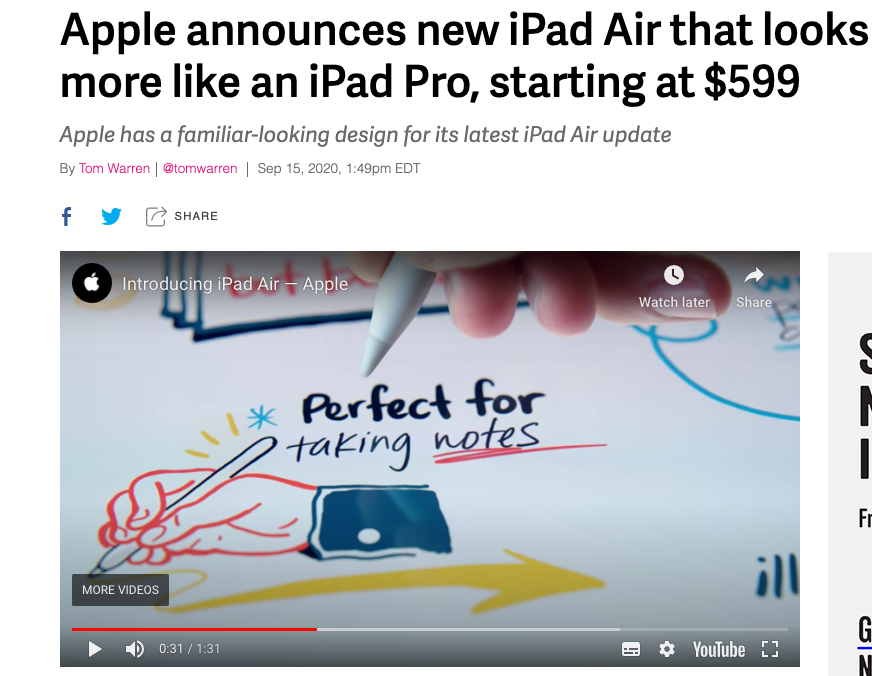 Apple announces new iPad Air that looks
more like an iPad Pro, starting at $599
Apple has a familiar-looking design for its latest iPad Air update
By Tom Warren | @tomwarren | Sep 15, 2020, 1:49pm EDT
SHARE
Introducing iPad Air — Apple
Watch later
Share
Perfect for
taking notes
MORE VIDEOS
0:31 / 1:31
YouTube